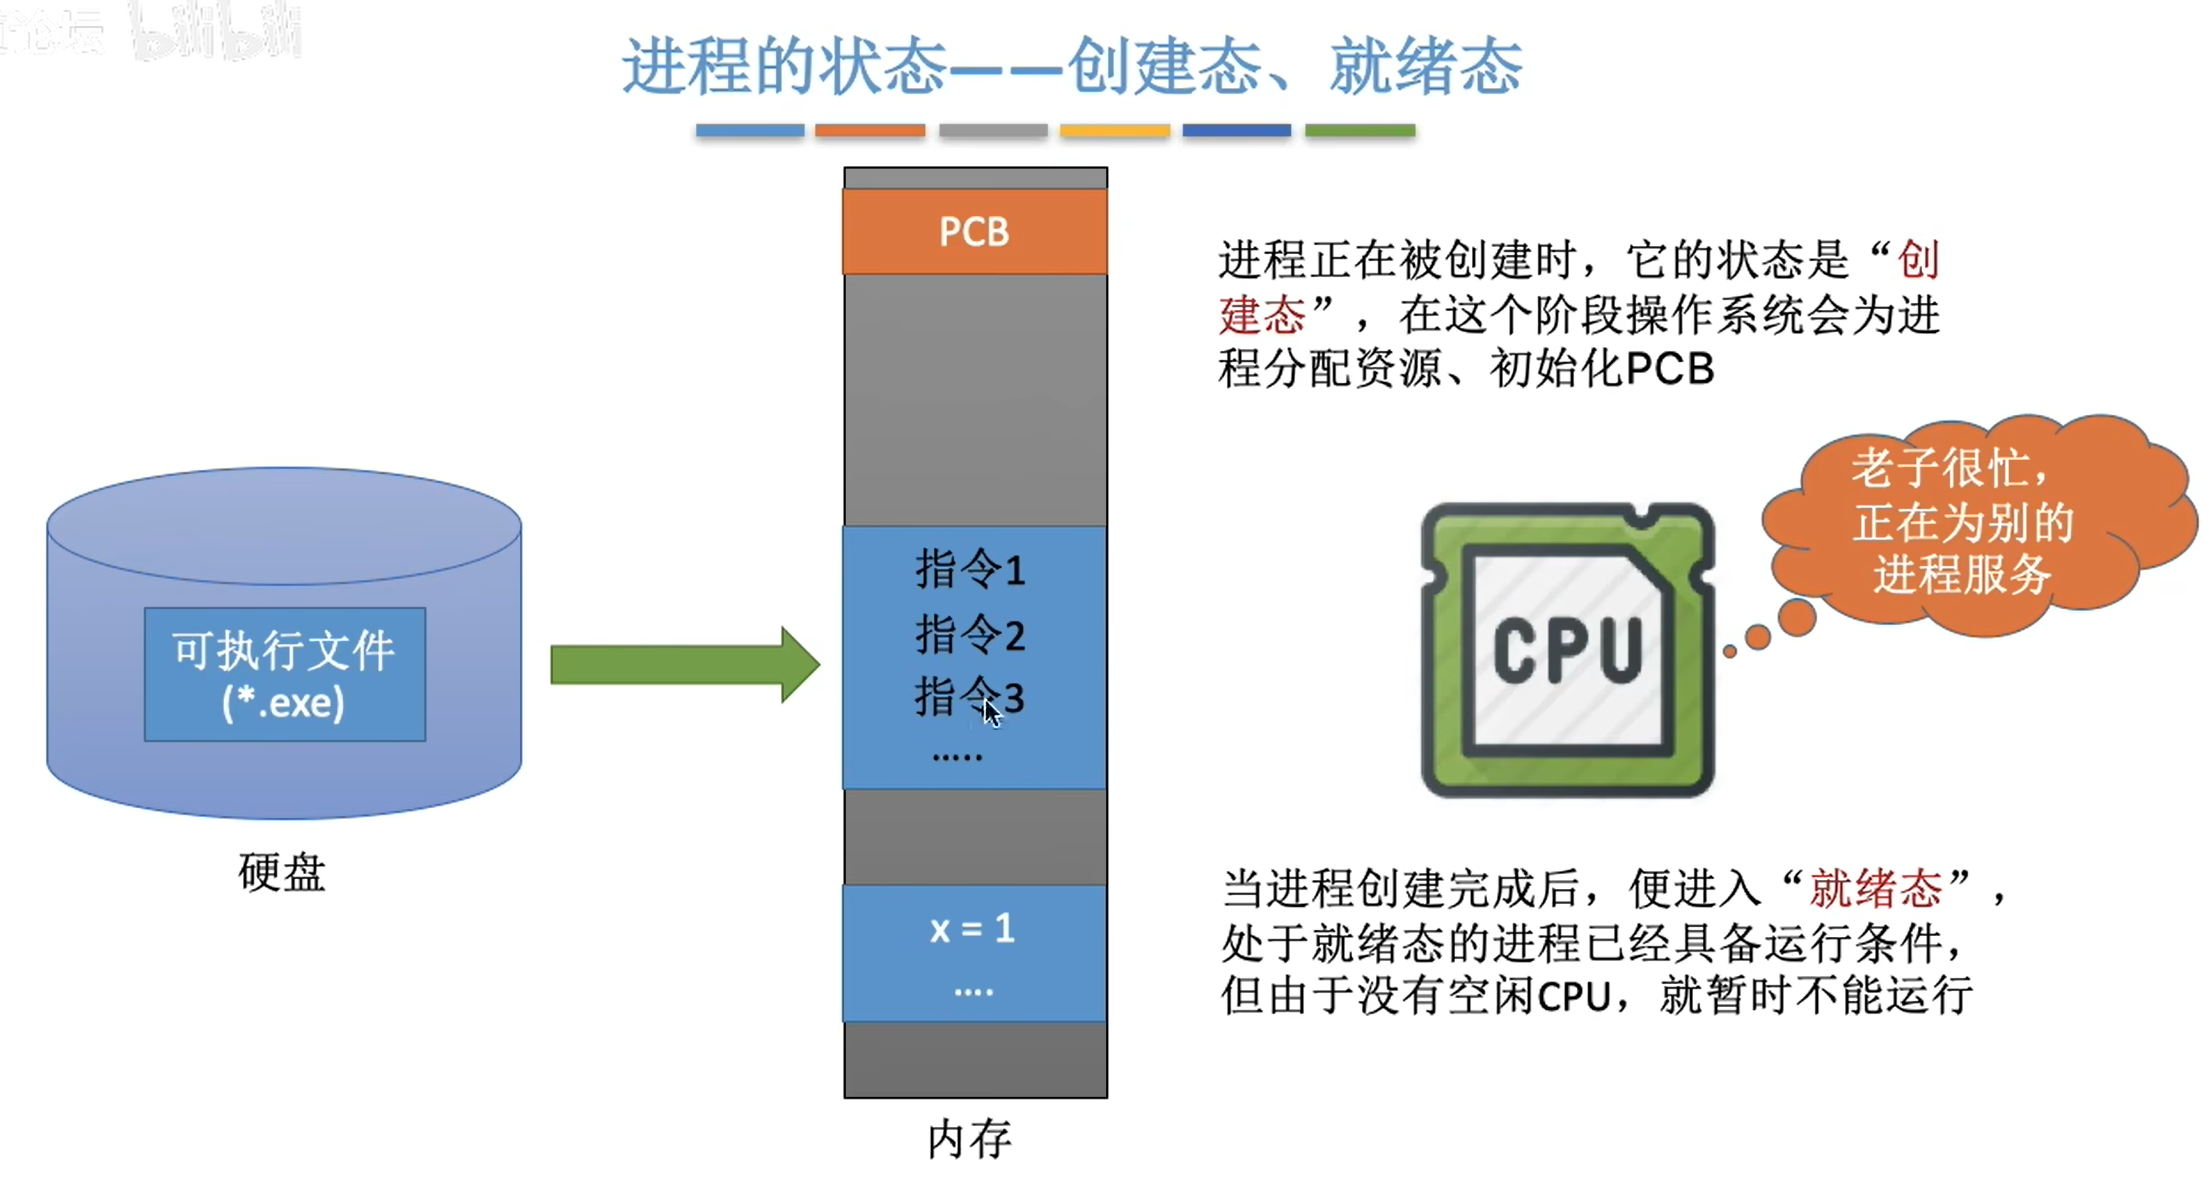 论坛 bilibili
进程的状态——创建态、就绪态
PCB
进程正在被创建时，它的状态是“创
建态”，在这个阶段操作系统会为进
程分配资源、初始化PCB
老子很忙，
正在为别的
进程服务
CPU
可执行文件
(*.exe)
硬盘
指令1
指令2
指令3
.....
x = 1
....
内存
当进程创建完成后，便进入“就绪态”，
处于就绪态的进程已经具备运行条件，
但由于没有空闲CPU，就暂时不能运行